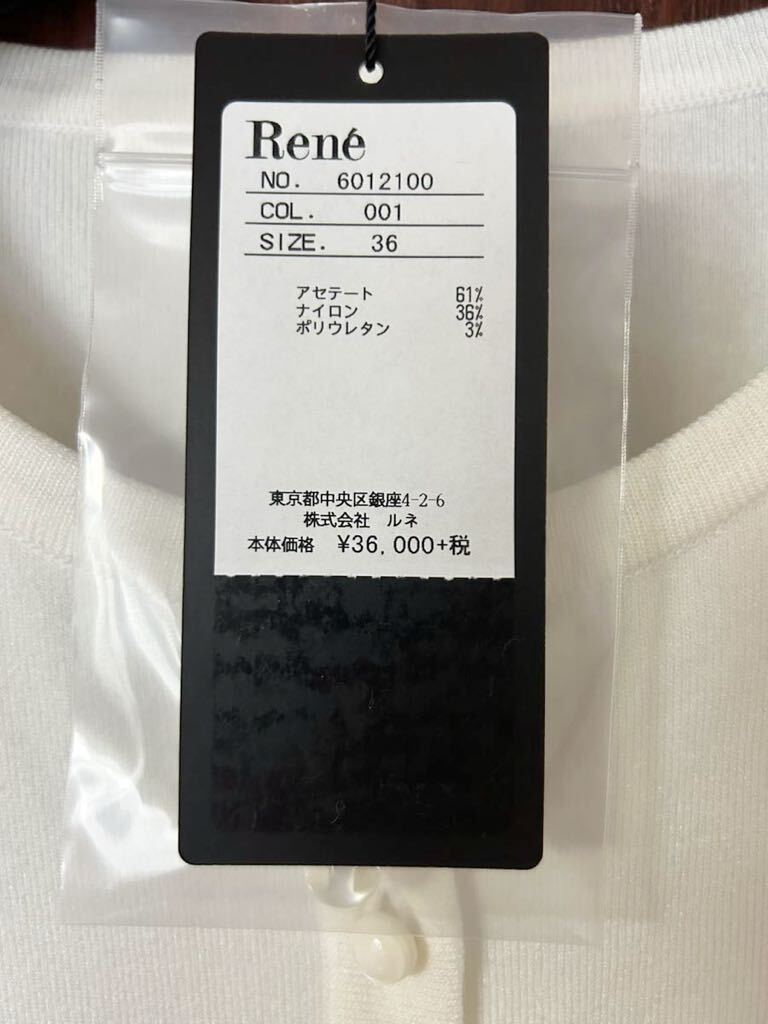 René
NO. 6012100
COL. 001
SIZE. 36
アセテート 61%
ナイロン 36%
ポリウレタン 3%
東京都中央区銀座4-2-6
株式会社 ルネ
本体価格 ¥36,000+税